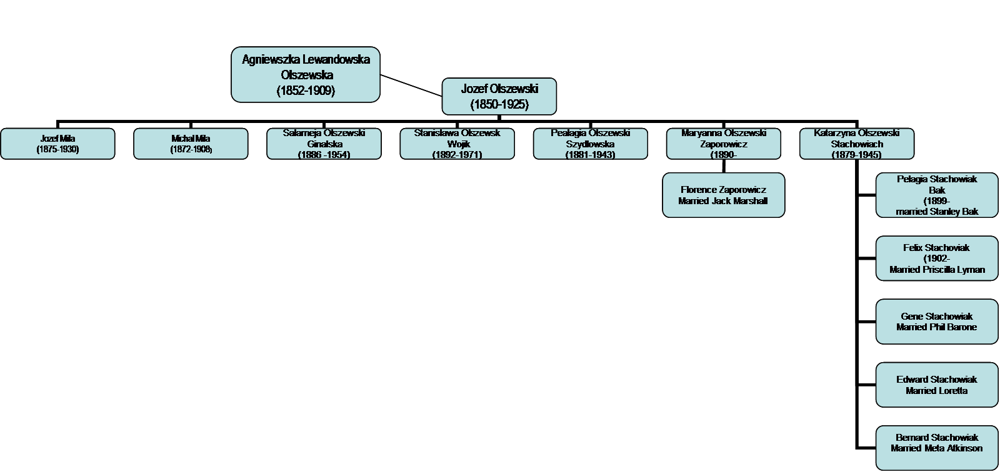 Agniewszka Lewandowska
Olszewska
(1852-1909)
Jozef Olszewski
(1850-1925)
Jozef Mila
(1875-1930)
Michal Mila
(1872-1908)
Salameja Olszewski
Ginalska
(1886 -1954)
Stanislawa Olszewsk
Wojik
(1892-1971)
Pealagia Olszewski
Szydlowska
(1881-1943)
Maryanna Olszewski
Zaporowicz
(1890-
Katarzyna Olszewski
Stachowiach
(1879-1945)
Florence Zaporowicz
Married Jack Marshall
Pelagia Stachowiak
Bak
(1899-
married Stanley Bak
Felix Stachoviak
(1902-
Married Priscilla Lyman
Gene Stachowiak
Married Phil Barone
Edward Stachowiak
Married Loretta
Bernard Stachowiak
Married Meta Atkinson